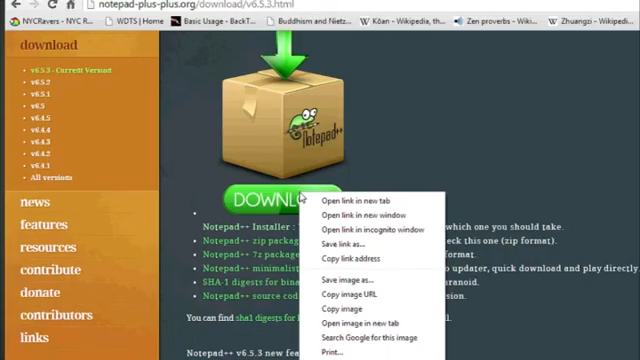 notepad-plus-plus.org/download/v6.5.3.html
NYCRavers
WDTS | Home
Basic Usage - BackT...
Buddhism and Nietz...
Kōan - Wikipedia, th...
Zen proverbs - Wiki...
Zhuangzi - Wikiped...
download
v6.5.3 - Current Version
v6.5.2
v6.5.1
v6.5
v6.4.5
v6.4.4
v6.4.3
v6.4.2
v6.4.1
All versions
news
features
resources
contribute
donate
contributors
links
Notepad++
DOWNL
Open link in new tab
Open link in new window
Open link in incognito window
Save link as...
Copy link address
Save image as...
Copy image URL
Copy image
Open image in new tab
Search Google for this image
Print...
Notepad++ Installer : which one you should take.
Notepad++ zip packag eck this one (zip format).
Notepad++ 7z packag
Notepad++ minimalist o updater, quick download and play directly.
SHA-1 digests for bina ranoid.
Notepad++ source cod rsion.
You can find sha1 digests for b
Notepad++ v6.5.3 new fea